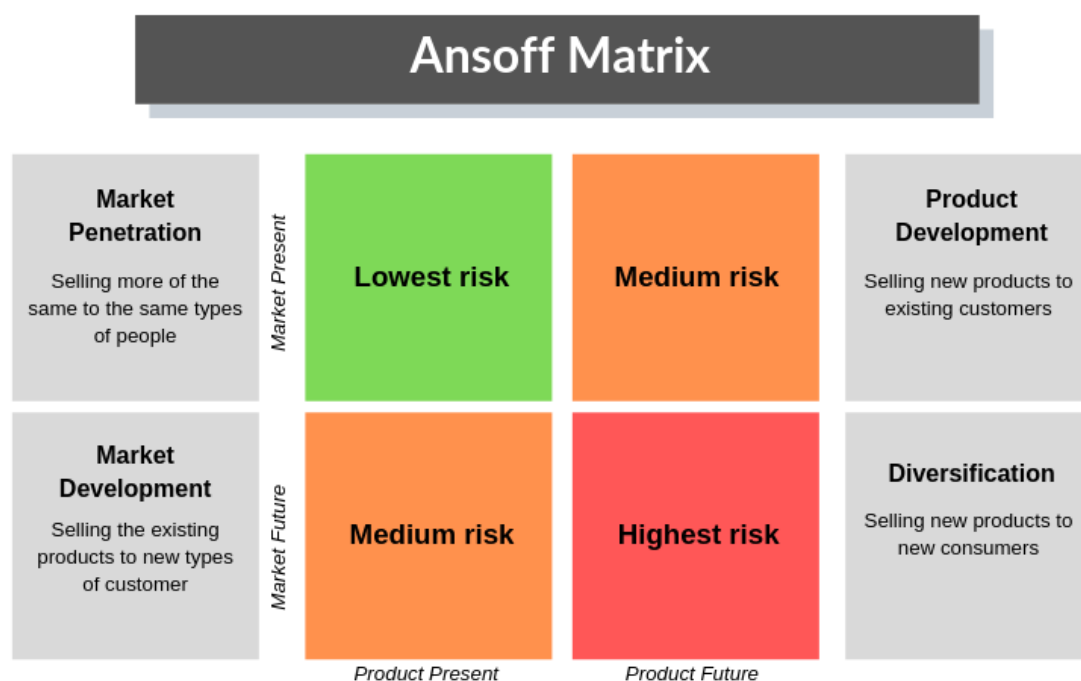 Ansoff Matrix
Market
Penetration
Selling more of the
same to the same types
of people
Market Present
Lowest risk
Medium risk
Product
Development
Selling new products to
existing customers
Market
Development
Selling the existing
products to new types
of customer
Market Future
Medium risk
Highest risk
Diversification
Selling new products to
new consumers
Product Present
Product Future